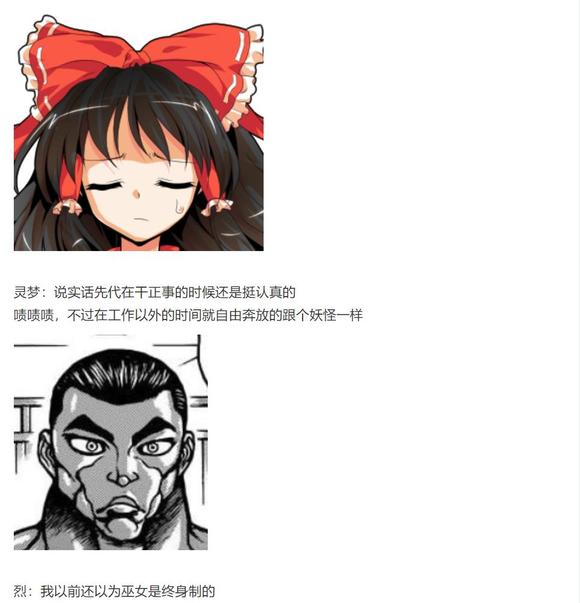 灵梦：说实话先代在干正事的时候还是挺认真的
啧啧啧，不过在工作以外的时间就自由奔放的跟个妖怪一样
烈：我以前还以为巫女是终身制的